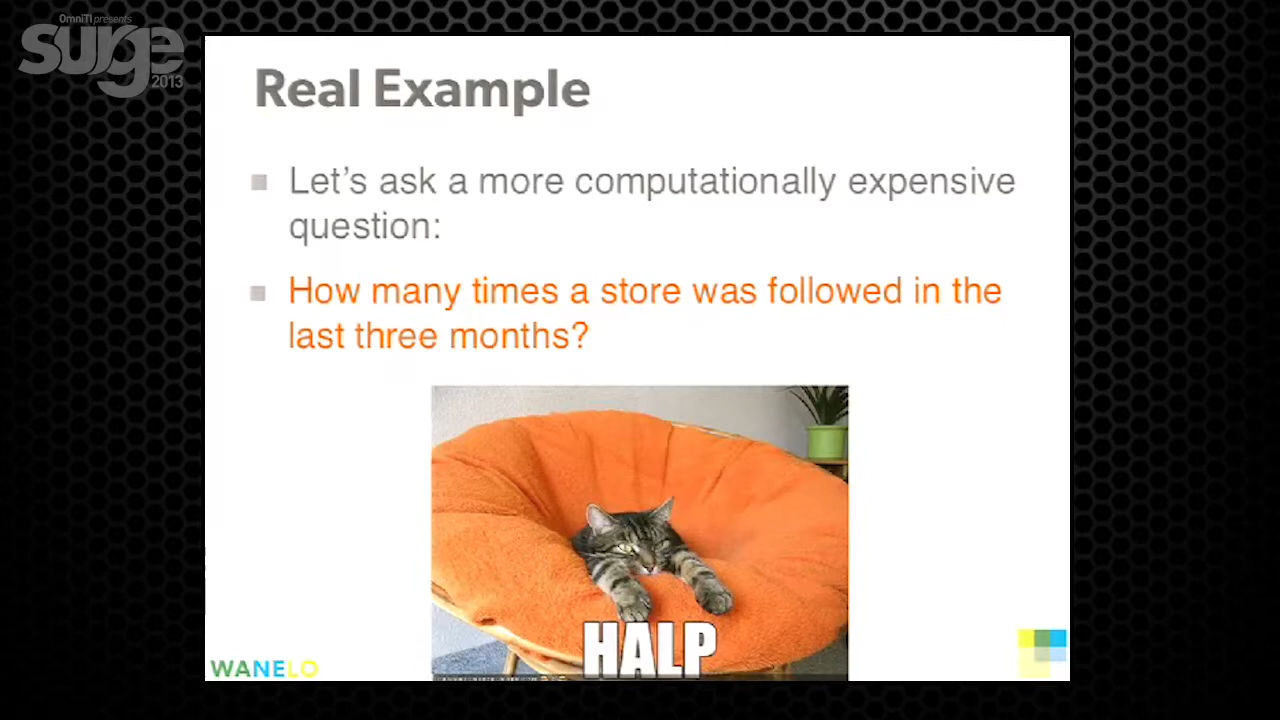 OmniTI presents
surge
2013
Real Example
Let's ask a more computationally expensive
question:
How many times a store was followed in the
last three months?
HALP
WANELO